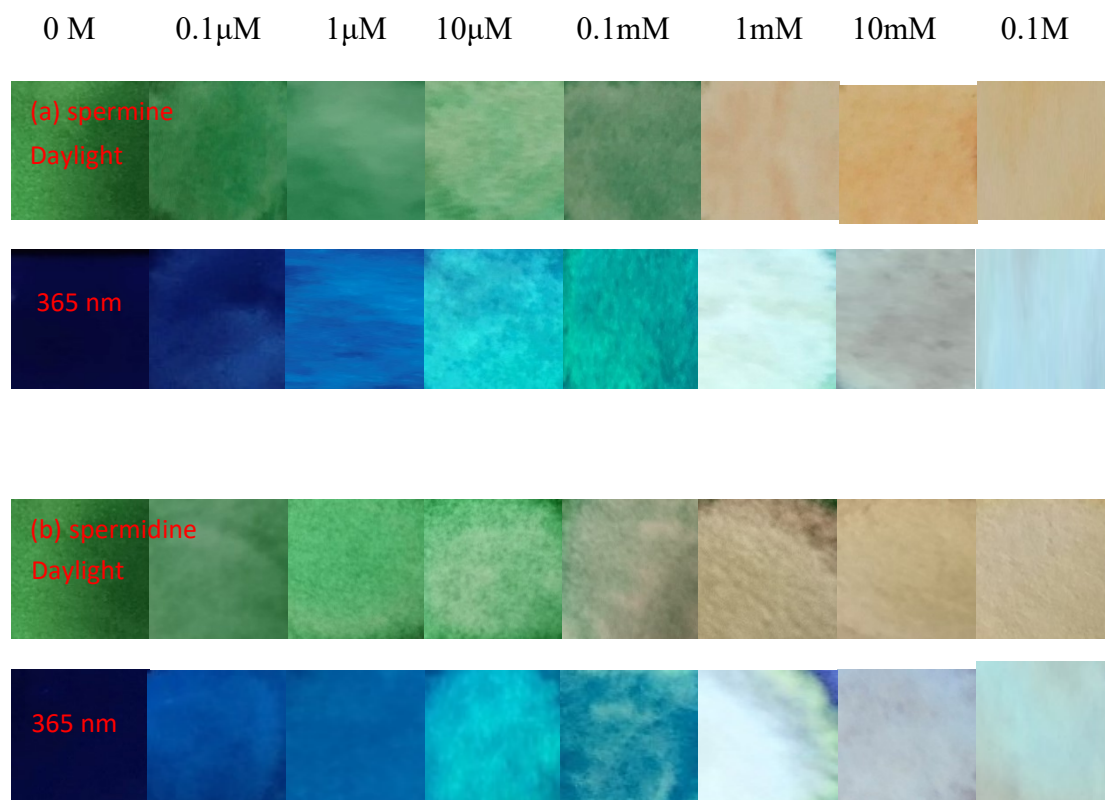 0 M 0.1μM 1μM 10μM 0.1mM 1mM 10mM 0.1M
(a) spermine
Daylight
365 nm
(b) spermidine
Daylight
365 nm